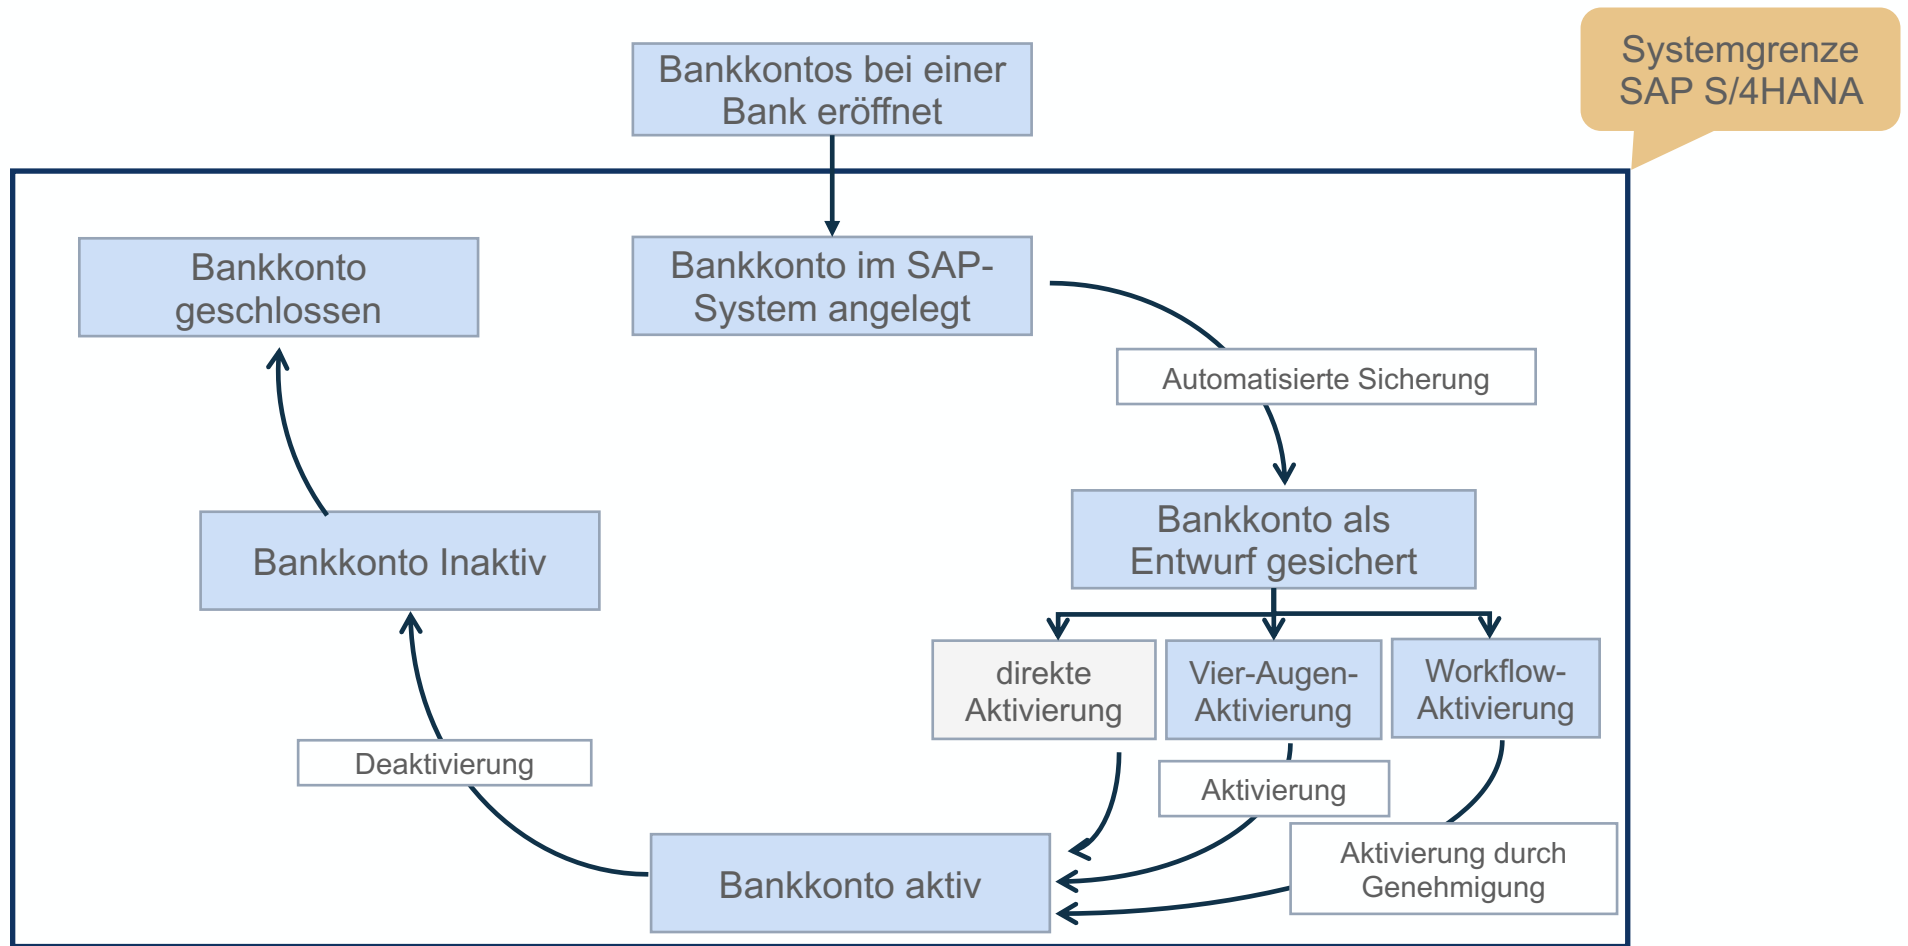 Systemgrenze
SAP S/4HANA
Bankkontos bei einer
Bank eröffnet
Bankkonto
geschlossen
Bankkonto im SAP-
System angelegt
Automatisierte Sicherung
Bankkonto als
Entwurf gesichert
Bankkonto Inaktiv
direkte
Aktivierung
Vier-Augen-
Aktivierung
Workflow-
Aktivierung
Deaktivierung
Aktivierung
Aktivierung durch
Genehmigung
Bankkonto aktiv